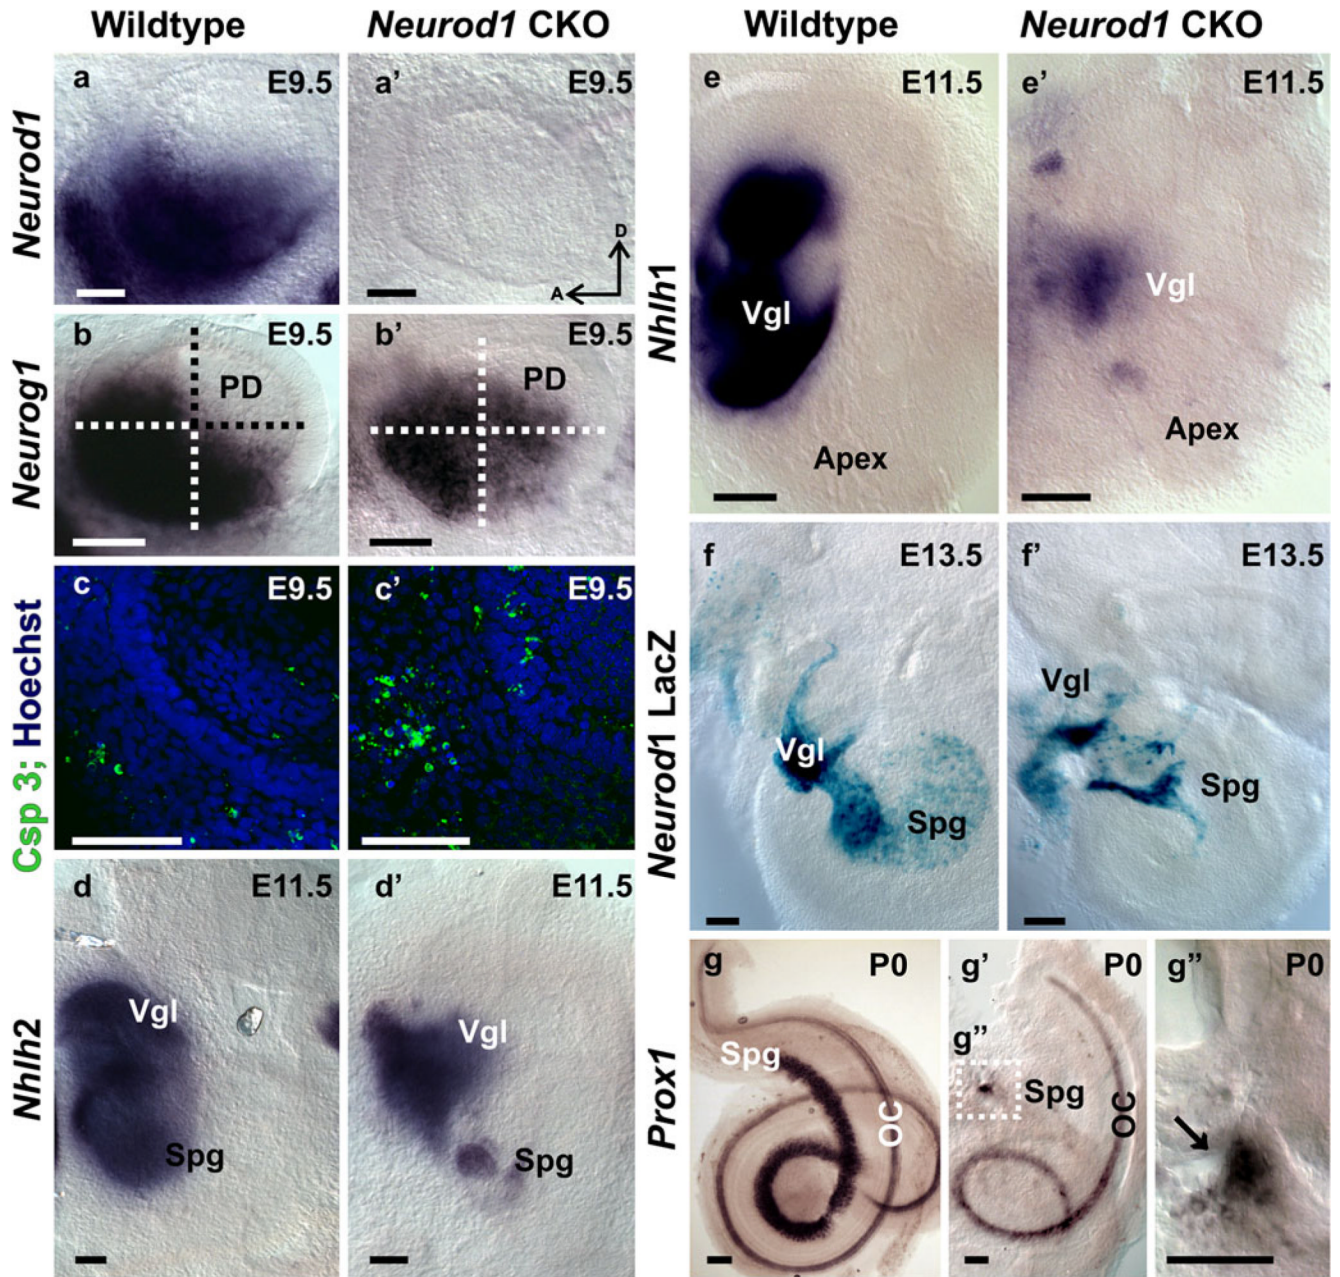 Wildtype
Neurod1 CKO
Wildtype
Neurod1 CKO
Neurod1
a
E9.5
a'
E9.5
D
A
Neurog1
b
E9.5
PD
b'
E9.5
PD
Csp 3; Hoechst
c
E9.5
c'
E9.5
Nhlh2
d
E11.5
Vgl
Spg
d'
E11.5
Vgl
Spg
Nhlh1
e
E11.5
Vgl
Apex
e'
E11.5
Vgl
Apex
Neurod1 LacZ
f
E13.5
Vgl
Spg
f'
E13.5
Vgl
Spg
Prox1
g
P0
Spg
OC
g'
P0
g''
Spg
OC
g''
P0